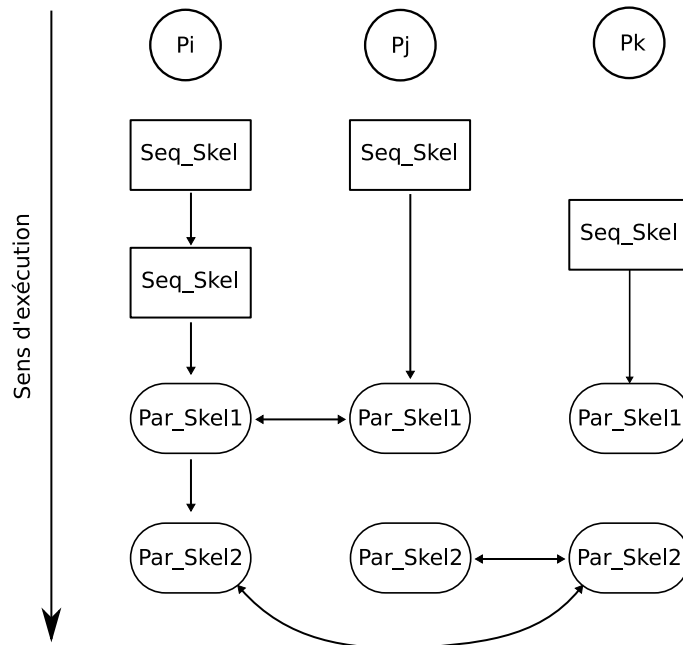 Pi
Pj
Pk
Seq_Skel
Seq_Skel
Seq_Skel
Seq_Skel
Sens d'exécution
Par_Skel1
Par_Skel1
Par_Skel1
Par_Skel2
Par_Skel2
Par_Skel2